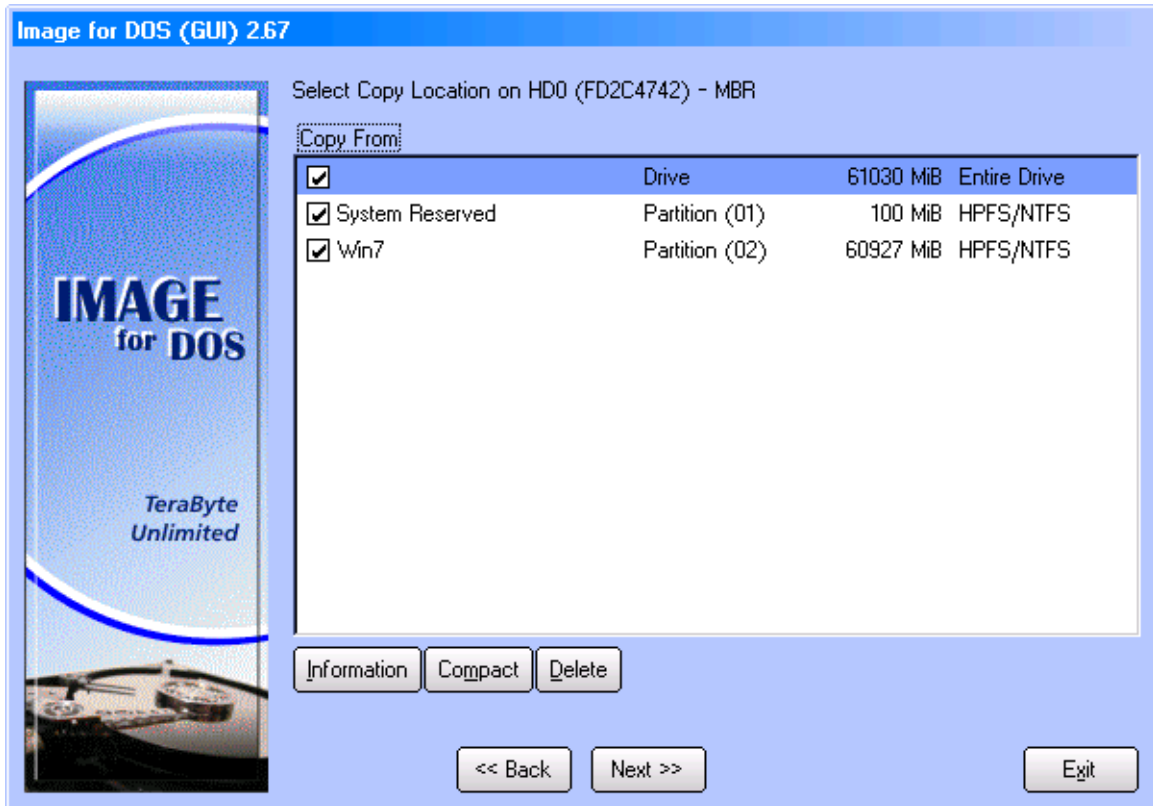 Image for DOS (GUI) 2.67
Select Copy Location on HD0 (FD2C4742) - MBR
Copy From
Drive 61030 MiB Entire Drive
System Reserved Partition (01) 100 MiB HPFS/NTFS
Win7 Partition (02) 60927 MiB HPFS/NTFS
IMAGE
for DOS
TeraByte
Unlimited
Information Compact Delete
<< Back Next >> Exit